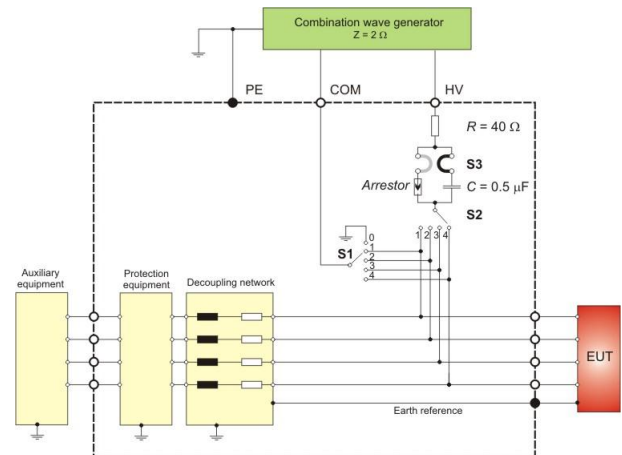 Combination wave generator
Z = 2 Ω
PE
COM
HV
R = 40 Ω
S3
Arrestor
C = 0.5 µF
S2
1 2 3 4
S1
0
1
2
3
4
Auxiliary
equipment
Protection
equipment
Decoupling network
EUT
Earth reference